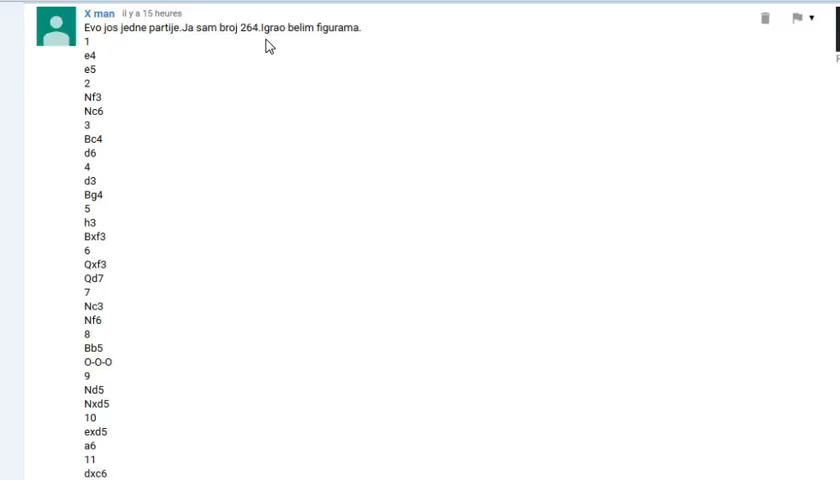 X man il y a 15 heures
Evo jos jedne partije.Ja sam broj 264.Igrao belim figurama.
1
e4
e5
2
Nf3
Nc6
3
Bc4
d6
4
d3
Bg4
5
h3
Bxf3
6
Qxf3
Qd7
7
Nc3
Nf6
8
Bb5
O-O-O
9
Nd5
Nxd5
10
exd5
a6
11
dxc6